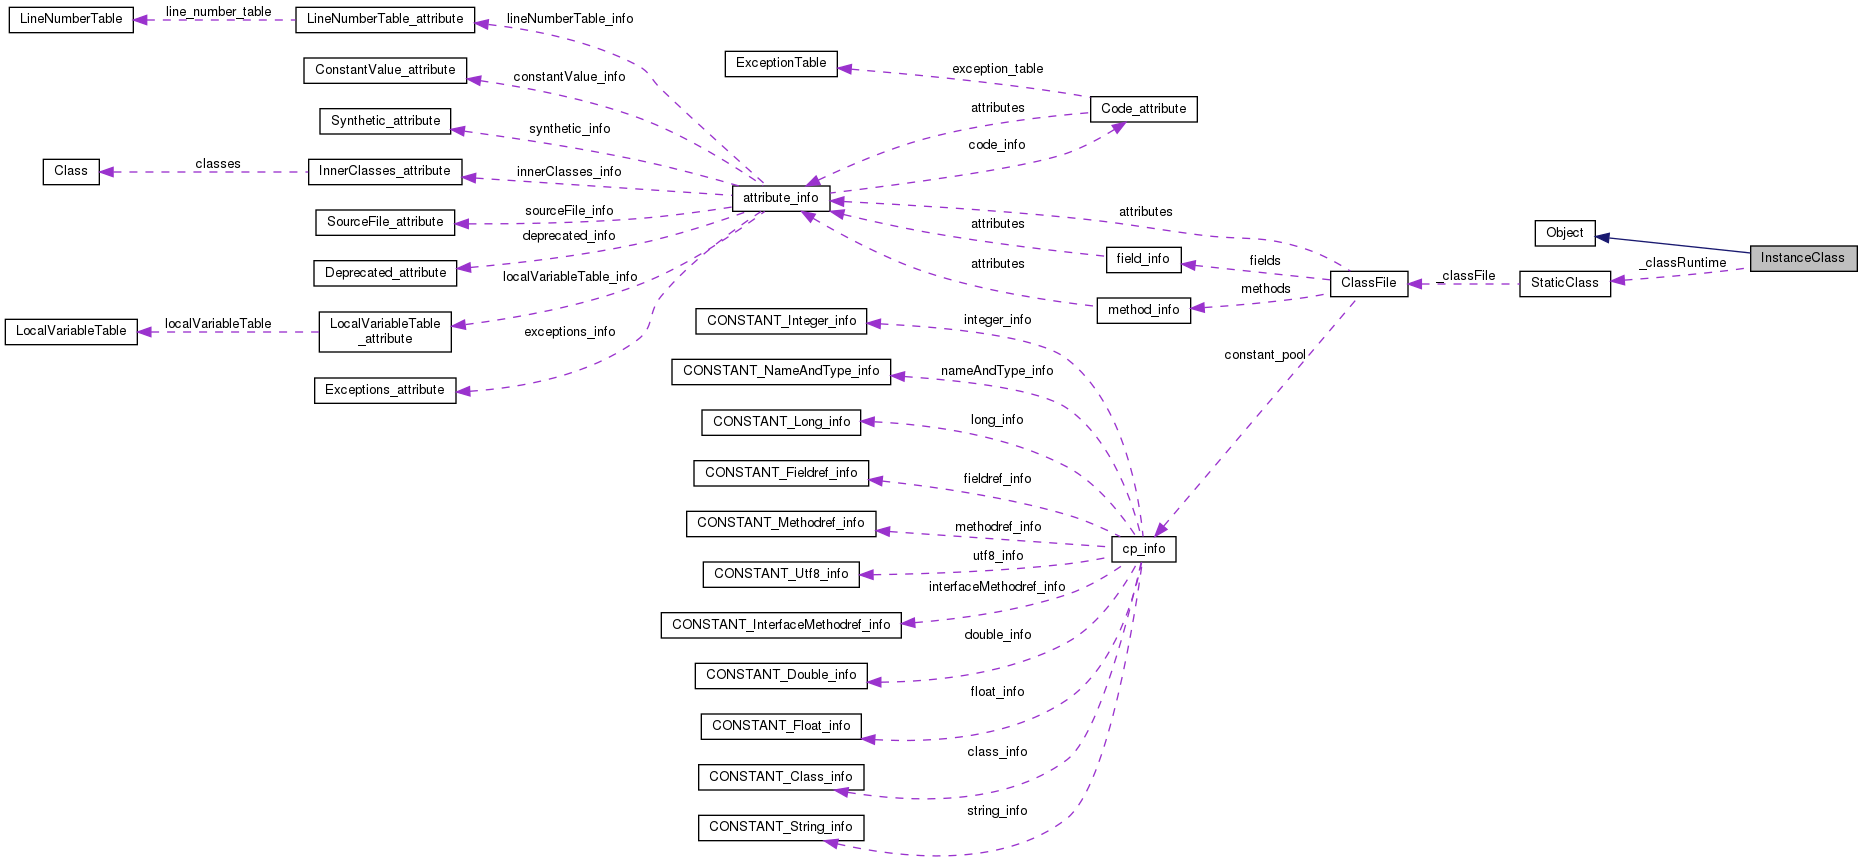 LineNumberTable
line_number_table
LineNumberTable_attribute
lineNumberTable_info
ConstantValue_attribute
constantValue_info
ExceptionTable
exception_table
Synthetic_attribute
synthetic_info
attributes
Code_attribute
code_info
Class
classes
InnerClasses_attribute
innerClasses_info
attribute_info
SourceFile_attribute
sourceFile_info
attributes
attributes
Object
deprecated_info
Deprecated_attribute
field_info
fields
InstanceClass
_classRuntime
attributes
localVariableTable_info
ClassFile
_classFile
StaticClass
methods
method_info
LocalVariableTable
localVariableTable
LocalVariableTable
_attribute
exceptions_info
Exceptions_attribute
CONSTANT_Integer_info
integer_info
constant_pool
CONSTANT_NameAndType_info
nameAndType_info
CONSTANT_Long_info
long_info
CONSTANT_Fieldref_info
fieldref_info
CONSTANT_Methodref_info
methodref_info
cp_info
CONSTANT_Utf8_info
utf8_info
CONSTANT_InterfaceMethodref_info
interfaceMethodref_info
CONSTANT_Double_info
double_info
CONSTANT_Float_info
float_info
CONSTANT_Class_info
class_info
CONSTANT_String_info
string_info